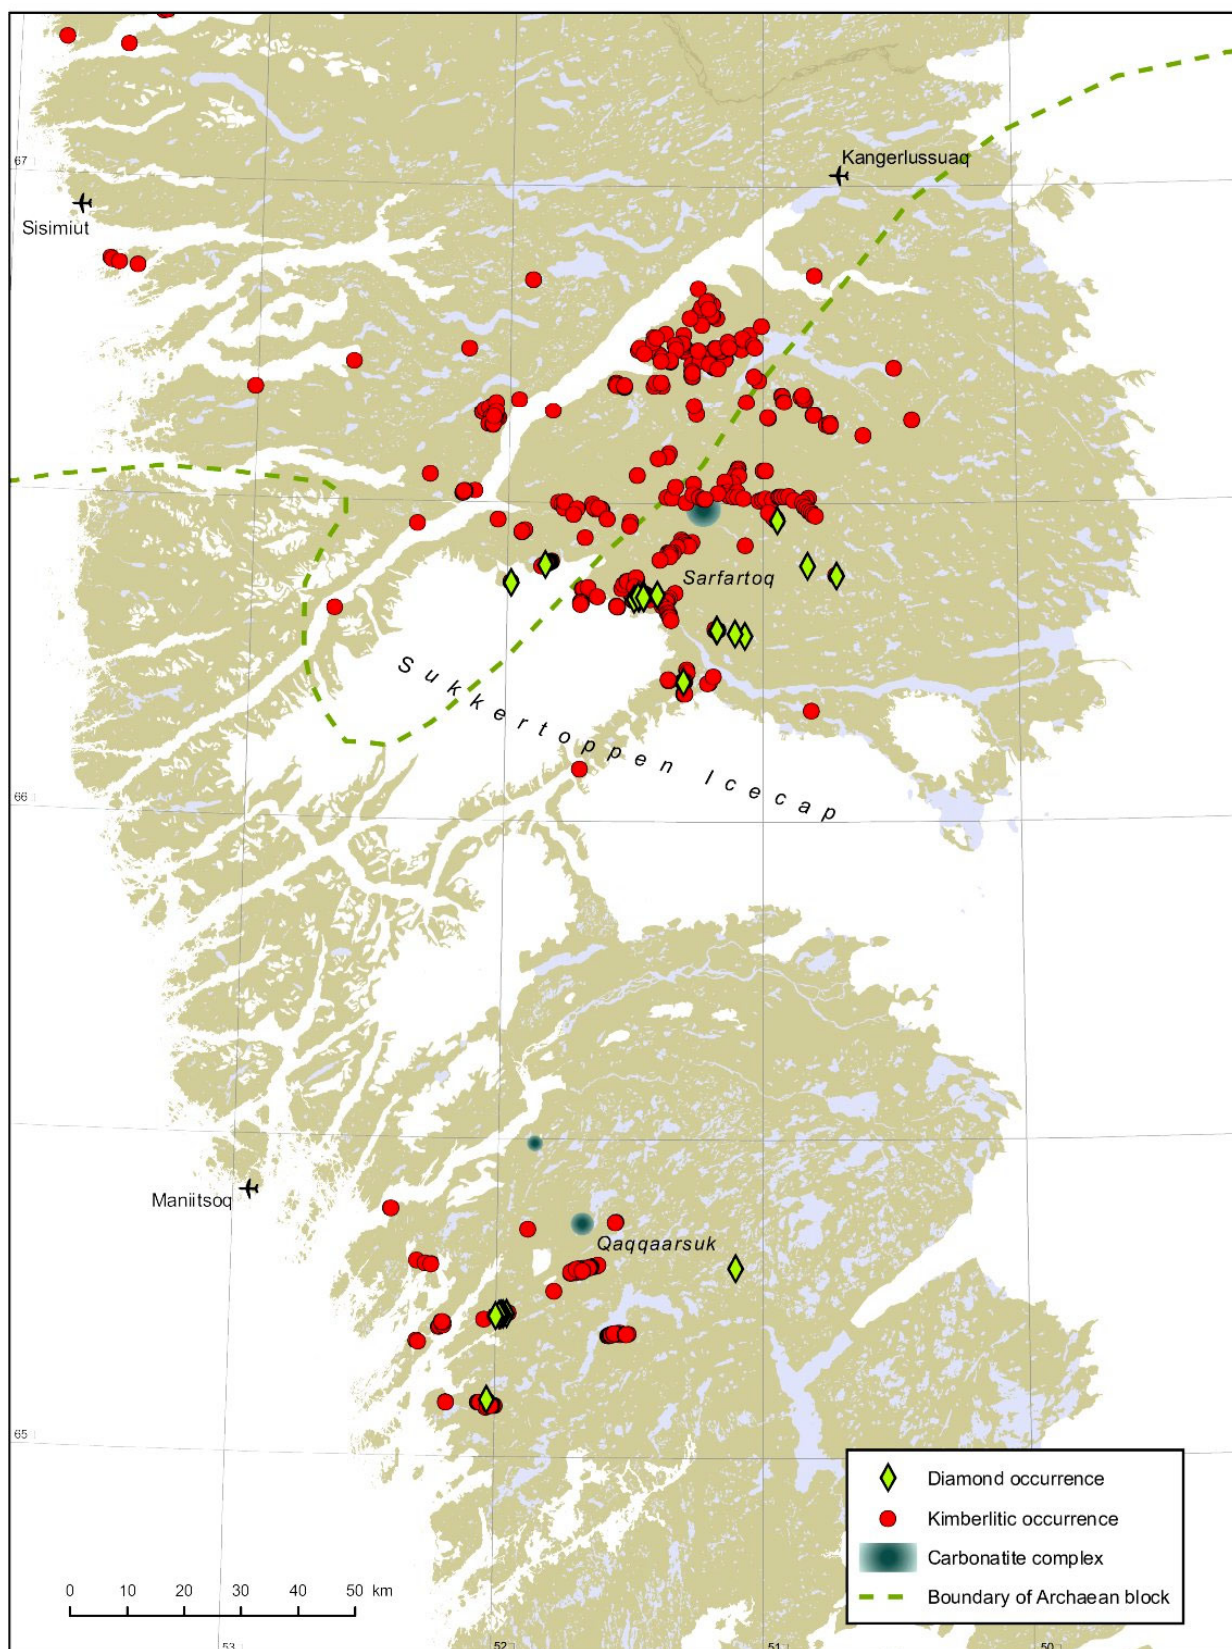 Kangerlussuaq
67
Sisimiut
Sarfartoq
Sukkertoppen Icecap
66
Maniitsoq
Qaqqaarsuk
65
Diamond occurrence
Kimberlitic occurrence
Carbonatite complex
Boundary of Archaean block
0 10 20 30 40 50 km
53 52 51 50